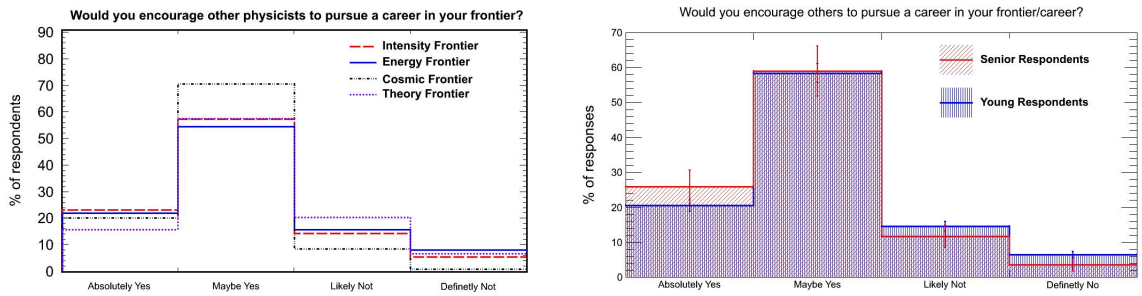 Would you encourage other physicists to pursue a career in your frontier?
90
80
70
60
50
40
30
20
10
0
% of respondents
Intensity Frontier
Energy Frontier
Cosmic Frontier
Theory Frontier
Absolutely Yes
Maybe Yes
Likely Not
Definetly Not
Would you encourage others to pursue a career in your frontier/career?
70
60
50
40
30
20
10
0
% of responses
Senior Respondents
Young Respondents
Absolutely Yes
Maybe Yes
Likely Not
Definetly No